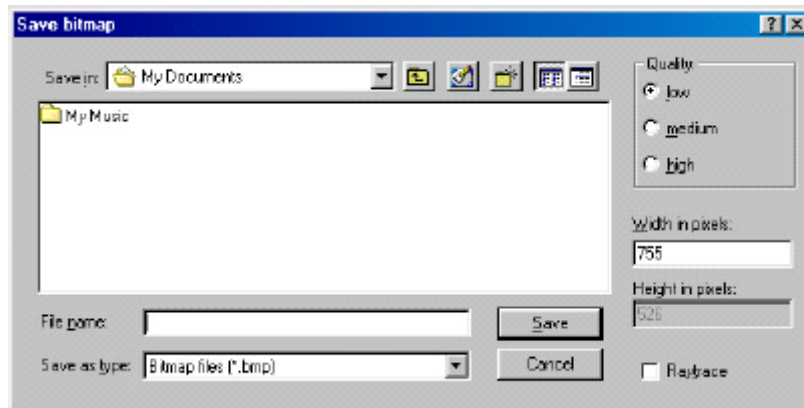 Save bitmap
Save in: My Documents
My Music
File name:
Save
Save as type: Bitmap files (*.bmp)
Cancel
Quality:
low
medium
high
Width in pixels:
755
Height in pixels:
526
Raytrace